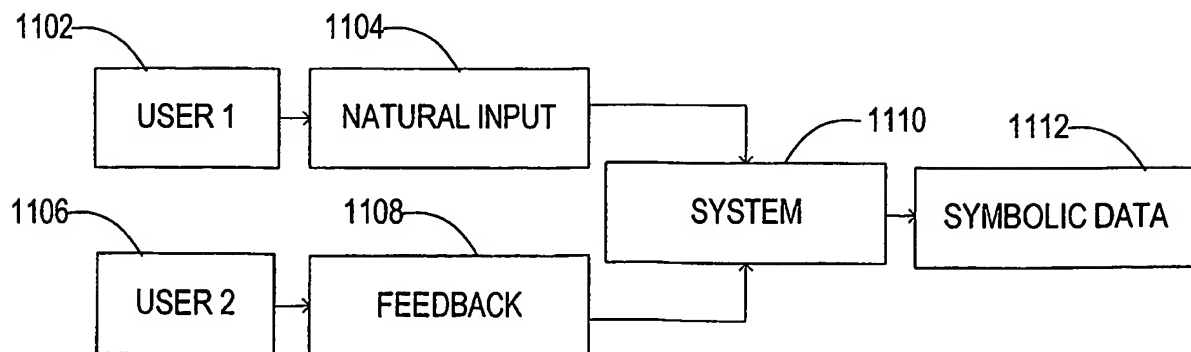 1102
1104
USER 1
NATURAL INPUT
1110
1112
SYSTEM
SYMBOLIC DATA
1106
1108
USER 2
FEEDBACK